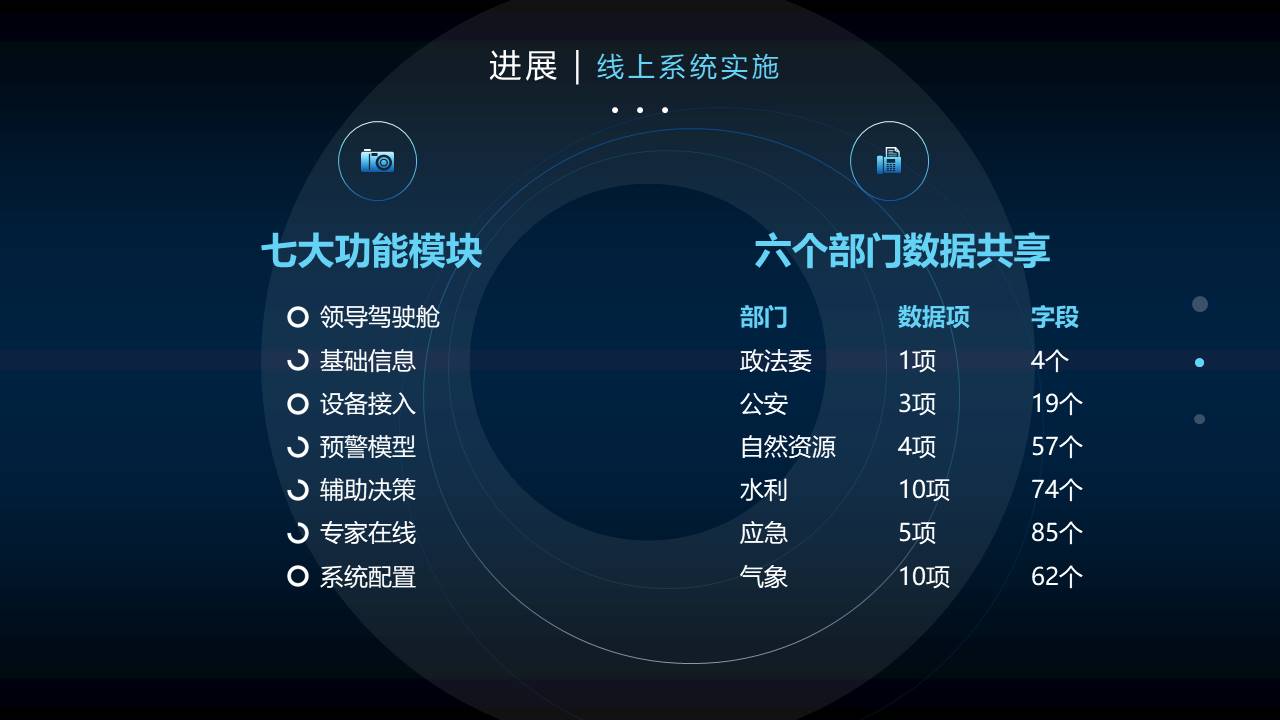 进展 | 线上系统实施
七大功能模块
领导驾驶舱
基础信息
设备接入
预警模型
辅助决策
专家在线
系统配置
六个部门数据共享
部门 数据项 字段
政法委 1项 4个
公安 3项 19个
自然资源 4项 57个
水利 10项 74个
应急 5项 85个
气象 10项 62个